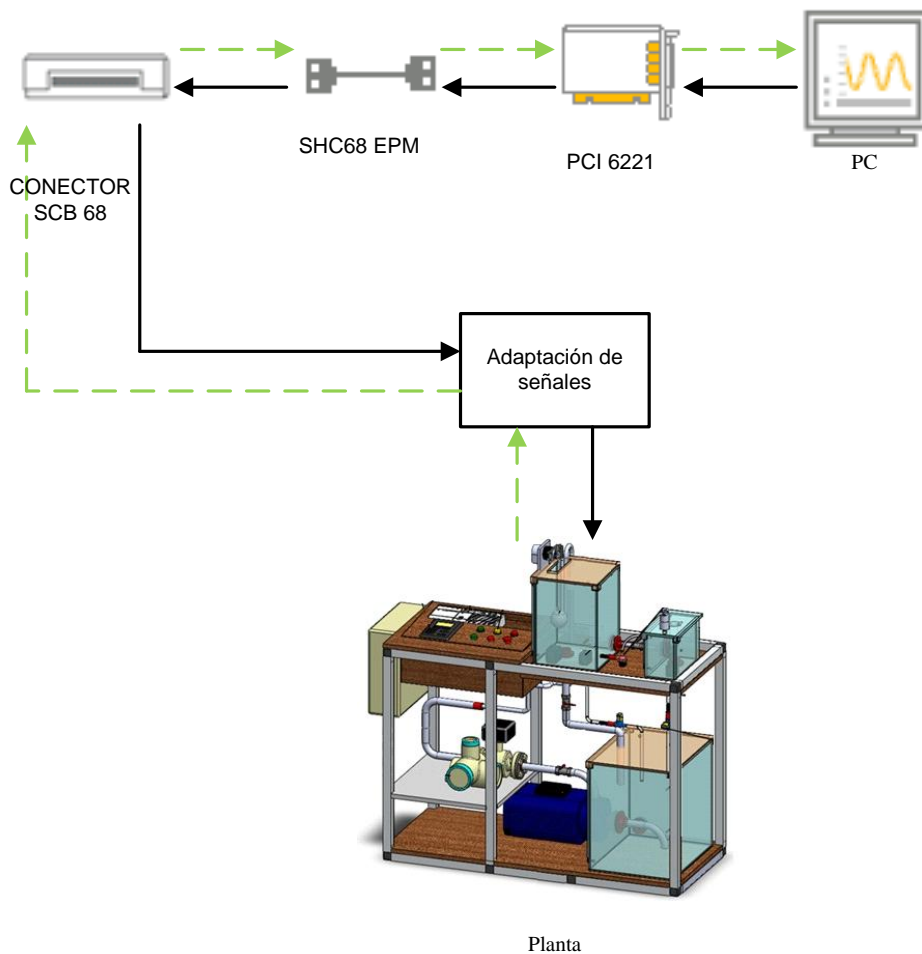 SHC68 EPM
PCI 6221
PC
CONECTOR
SCB 68
Adaptación de
señales
Planta